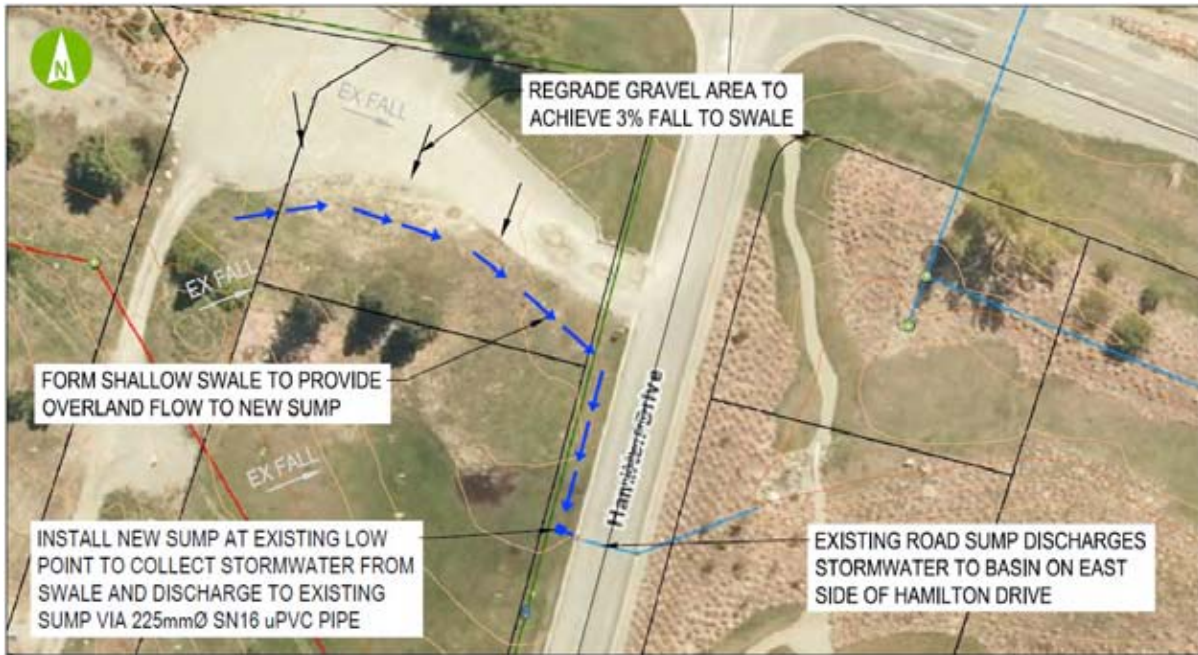 N
REGRADE GRAVEL AREA TO
ACHIEVE 3% FALL TO SWALE
EX FALL
EX FALL
FORM SHALLOW SWALE TO PROVIDE
OVERLAND FLOW TO NEW SUMP
EX FALL
Hamilton Drive
INSTALL NEW SUMP AT EXISTING LOW
POINT TO COLLECT STORMWATER FROM
SWALE AND DISCHARGE TO EXISTING
SUMP VIA 225mmØ SN16 uPVC PIPE
EXISTING ROAD SUMP DISCHARGES
STORMWATER TO BASIN ON EAST
SIDE OF HAMILTON DRIVE